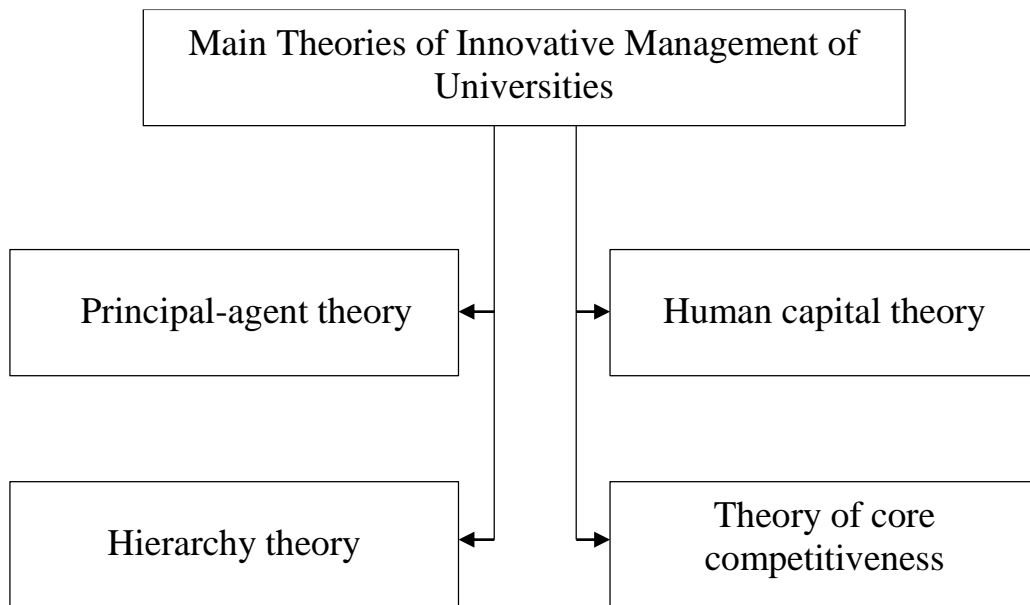 Main Theories of Innovative Management of
Universities
Principal-agent theory
Human capital theory
Hierarchy theory
Theory of core
competitiveness